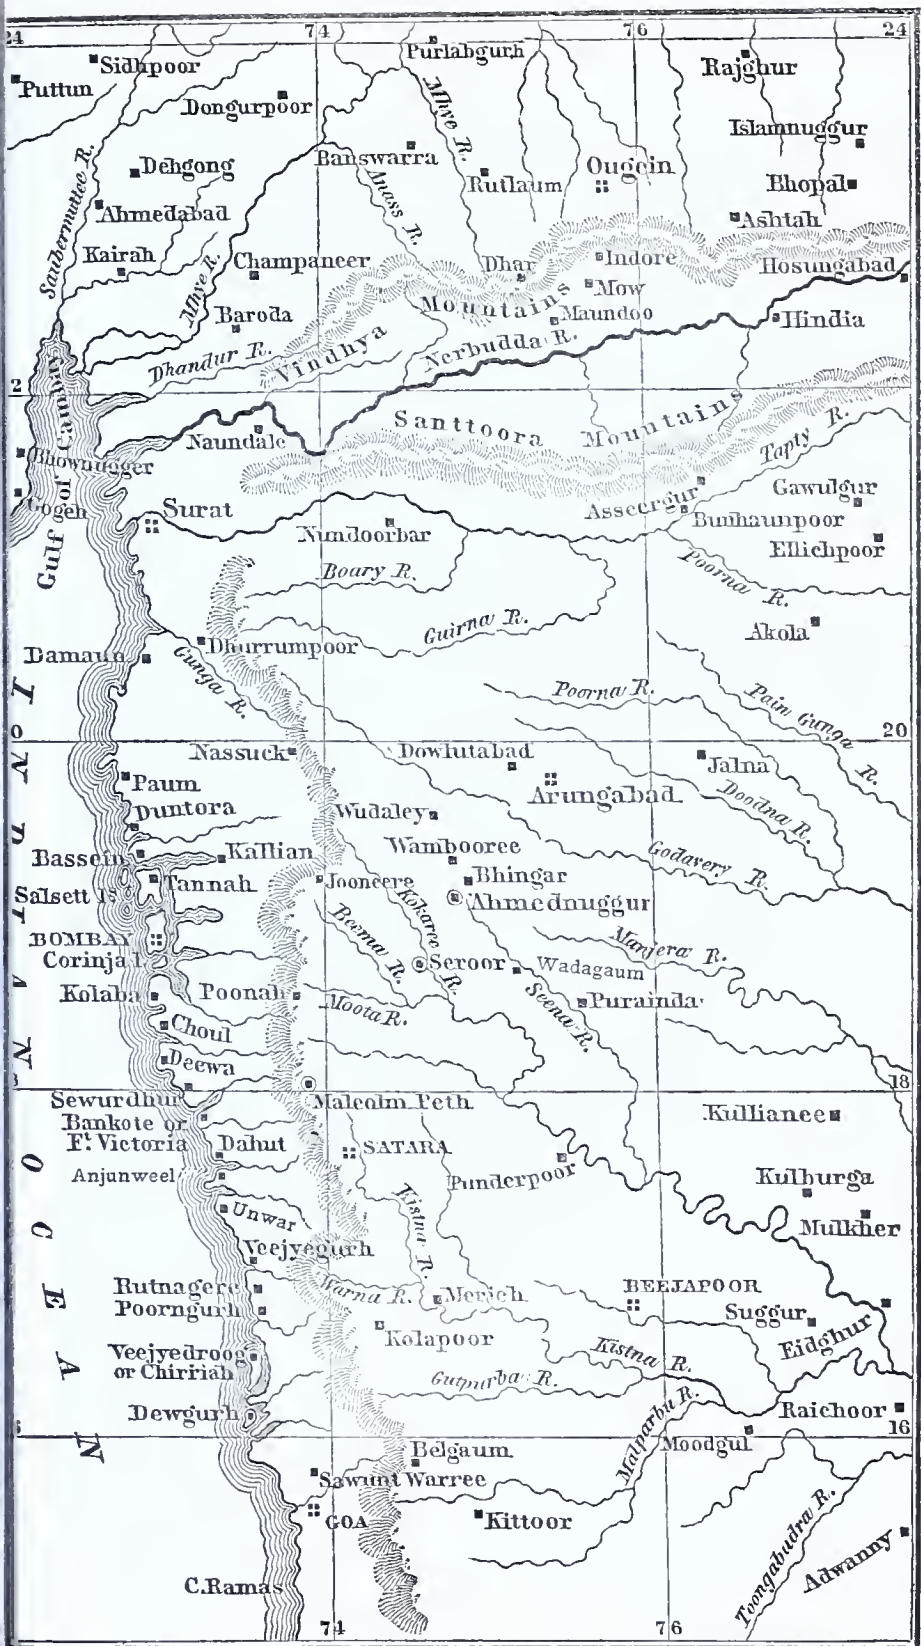 24
74
76
24
Purlabgurh
Sidhpoor
Rajghur
Puttun
Dongurpoor
Mhye R.
Islamnuggur
Banswarra
Dehgong
Ougein
Rutlaum
Bhopal
Anass R.
Saubermuttee R.
Ahmedabad
Ashtah
Kairah
Champaneer
Dhar
Indore
Hosungabad
Mhye R.
Mow
Vindhya Mountains
Baroda
Maundoo
Hindia
Dhandur R.
Nerbudda R.
2
Santtoora Mountains
Naundale
Tapty R.
Bhownugger
Gogeh
Gulf of Cambay
Asseergur
Gawulgur
Surat
Burhaunpoor
Nundoorbar
Ellichpoor
Boary R.
Poorna R.
Guirna R.
Akola
Dhurrumpoor
Damaun
Gunga R.
Poorna R.
Pain Gunga R.
0
20
Nassuck
Dowlutabad
Jalna
Paum
Arungabad
Duntora
Wudaley
Doodna R.
Wambooree
Godavery R.
Bassein
Kallian
Bhingar
Tannah
Jooneere
Salsett Is
Ahmednuggur
Kokaree R.
Beema R.
BOMBAY
Manjera R.
Corinja I.
Seroor
Wadagaum
Kolaba
Poonah
Purainda
Moota R.
Seena R.
Choul
Deewa
18
Sewurdhur
Malcolm Peth
Kullianee
Bankote or
Ft. Victoria
Dahut
SATARA
Anjunweel
Punderpoor
Kulburga
Unwar
Kistna R.
Mulkher
Veejyegurh
Rutnagere
Warna R.
Merich
BEEJAPOOR
Poorngurh
Suggur
Kolapoor
Eidghur
Veejyedroog
or Chirriah
Kistna R.
Gutpurba R.
Dewgurh
Malparba R.
Raichoor
16
Belgaum
Moodgul
Sawunt Warree
GOA
Kittoor
Toongabudra R.
Adwanny
C.Ramas
74
76
INDIAN OCEAN